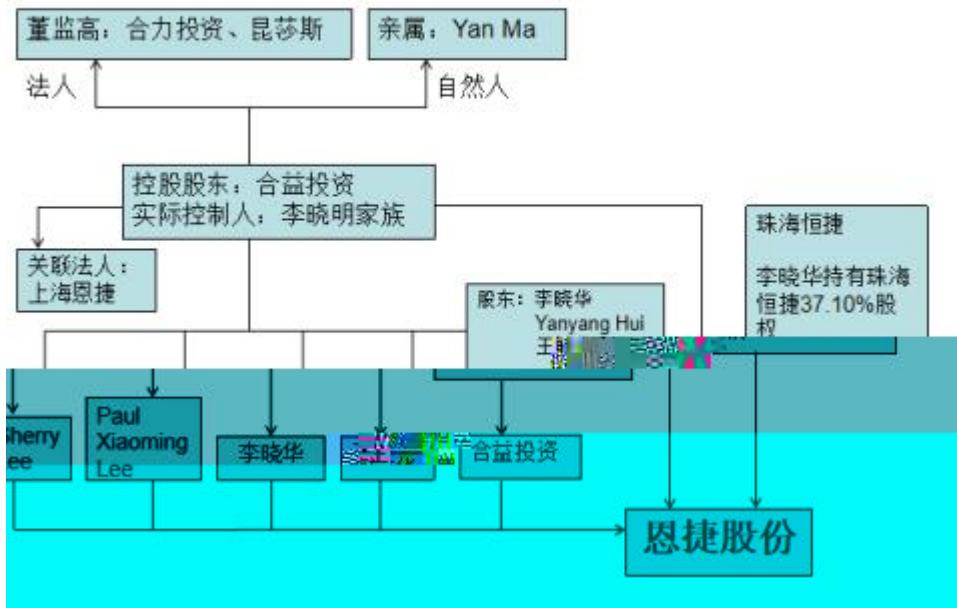 董监高：合力投资、昆莎斯
亲属：Yan Ma
法人
自然人
控股股东：合益投资
实际控制人：李晓明家族
关联法人：
上海恩捷
珠海恒捷
李晓华持有珠海
恒捷37.10%股
权
股东：李晓华
Yanyang Hui
王
Sherry
Lee
Paul
Xiaoming
Lee
李晓华
合益投资
恩捷股份